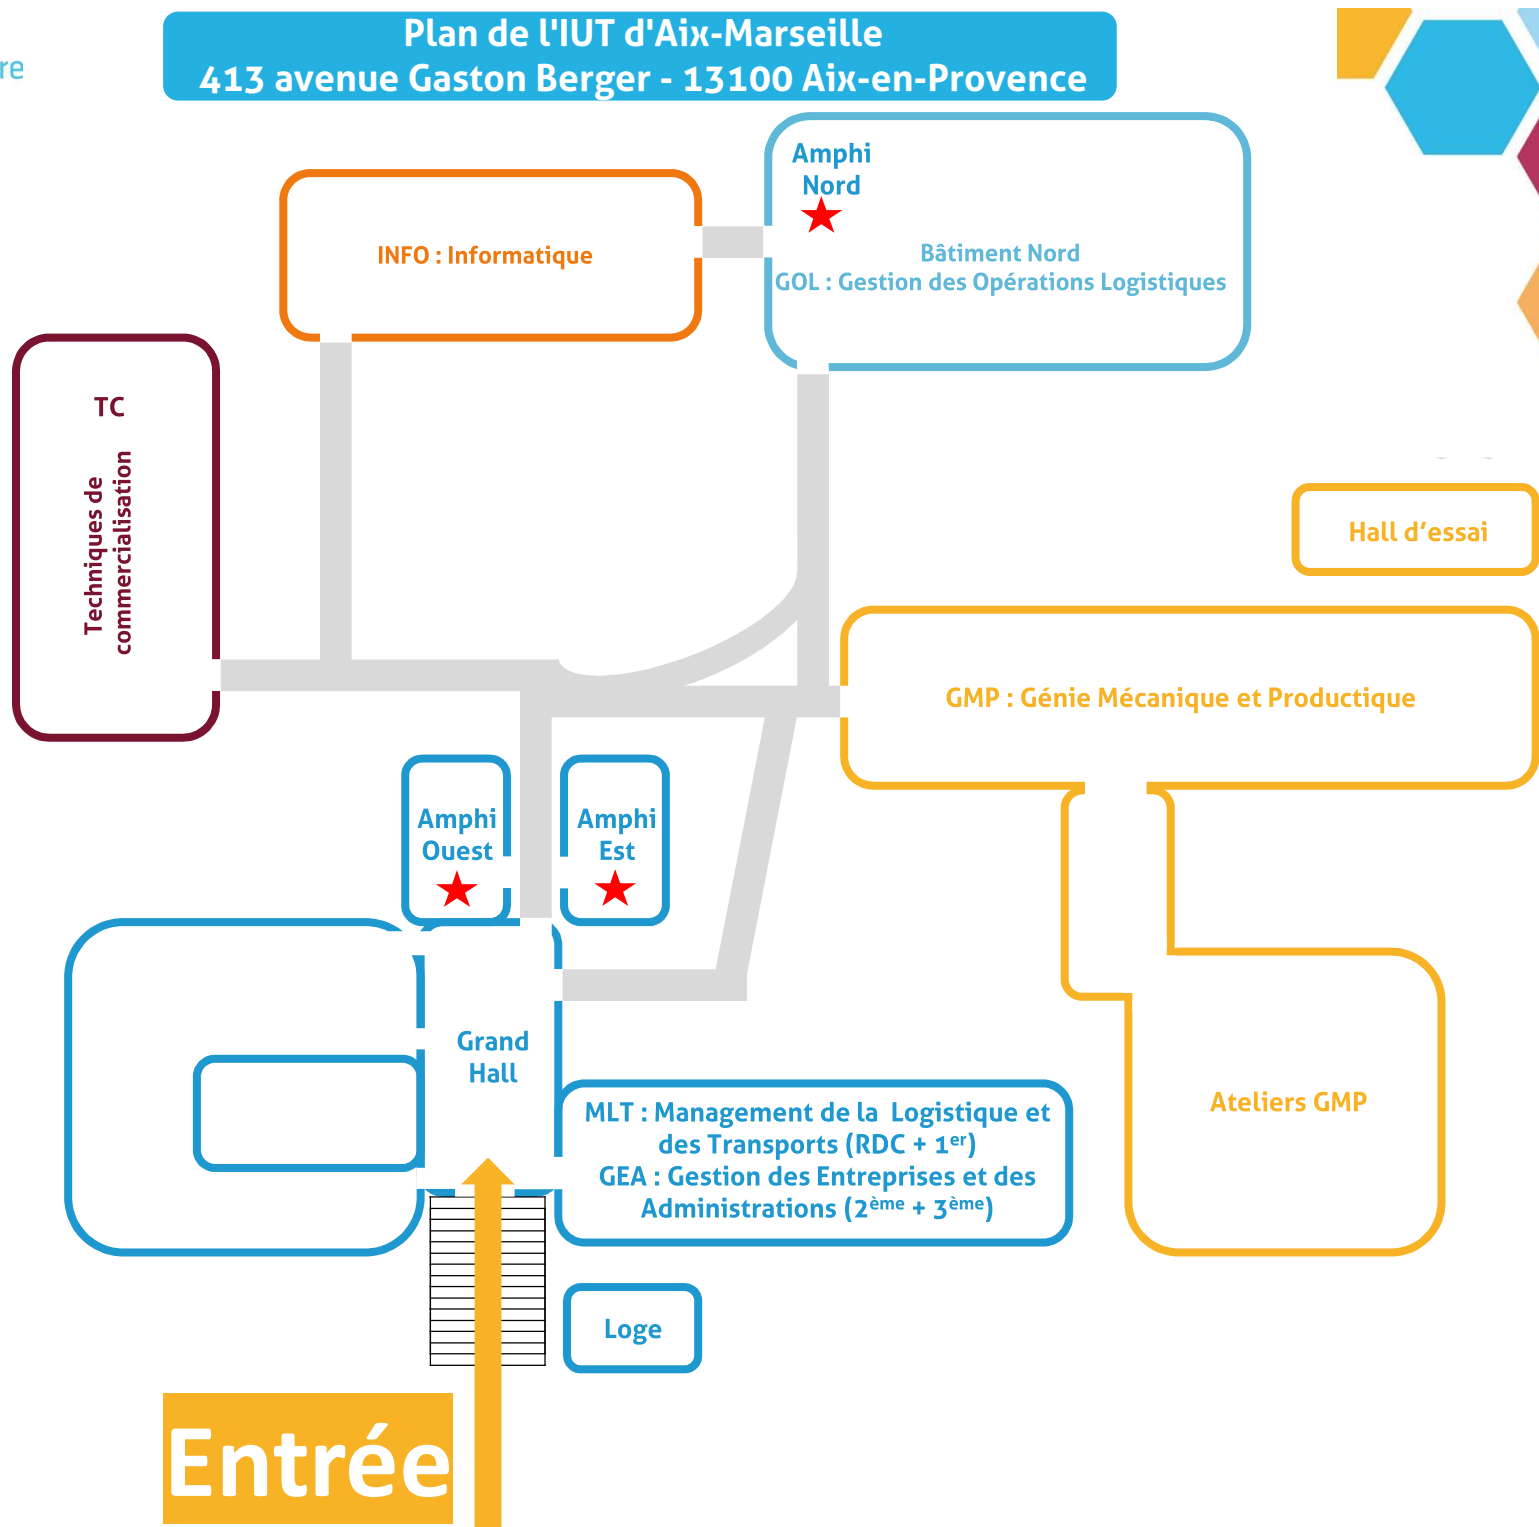 re
Plan de l'IUT d'Aix-Marseille
413 avenue Gaston Berger - 13100 Aix-en-Provence
Amphi
Nord
INFO : Informatique
Bâtiment Nord
GOL : Gestion des Opérations Logistiques
TC
Techniques de
commercialisation
Hall d’essai
GMP : Génie Mécanique et Productique
Amphi
Ouest
Amphi
Est
Grand
Hall
MLT : Management de la Logistique et
des Transports (RDC + 1er)
GEA : Gestion des Entreprises et des
Administrations (2ème + 3ème)
Ateliers GMP
Loge
Entrée